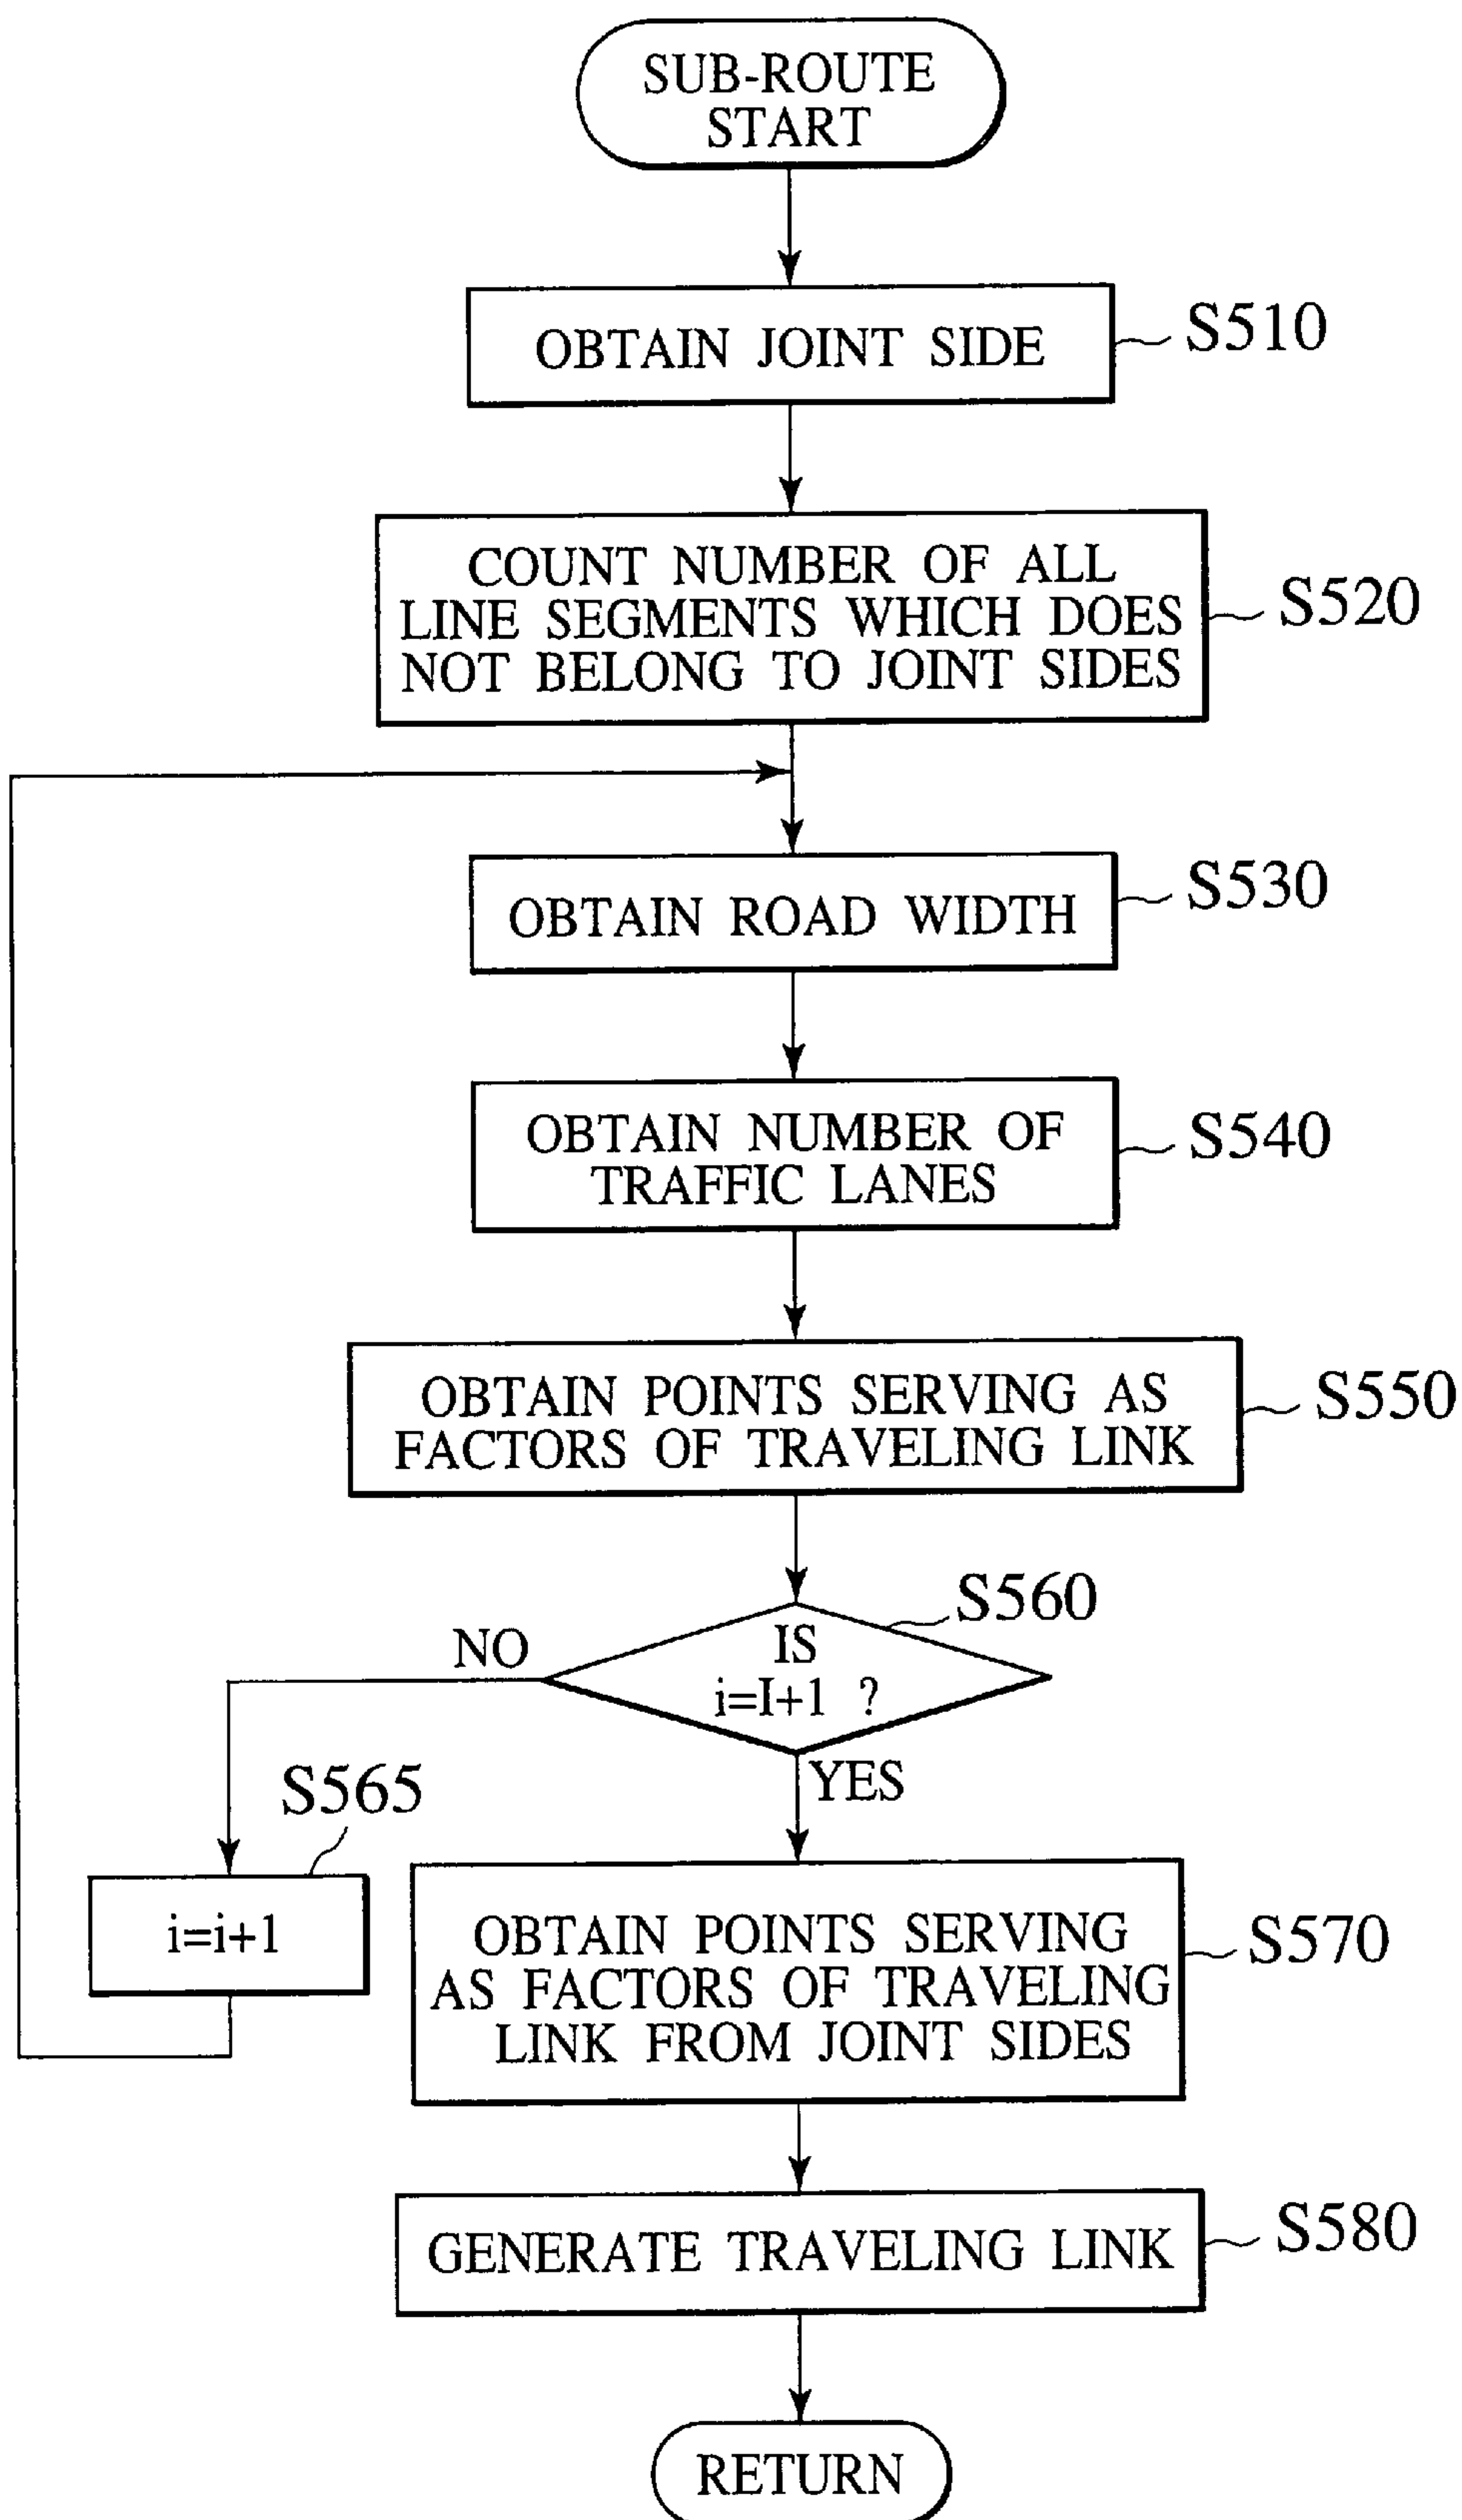 SUB-ROUTE
START
OBTAIN JOINT SIDE
S510
COUNT NUMBER OF ALL
LINE SEGMENTS WHICH DOES
NOT BELONG TO JOINT SIDES
S520
OBTAIN ROAD WIDTH
S530
OBTAIN NUMBER OF
TRAFFIC LANES
S540
OBTAIN POINTS SERVING AS
FACTORS OF TRAVELING LINK
S550
S560
IS
i=I+1 ?
NO
YES
S565
i=i+1
OBTAIN POINTS SERVING
AS FACTORS OF TRAVELING
LINK FROM JOINT SIDES
S570
GENERATE TRAVELING LINK
S580
RETURN